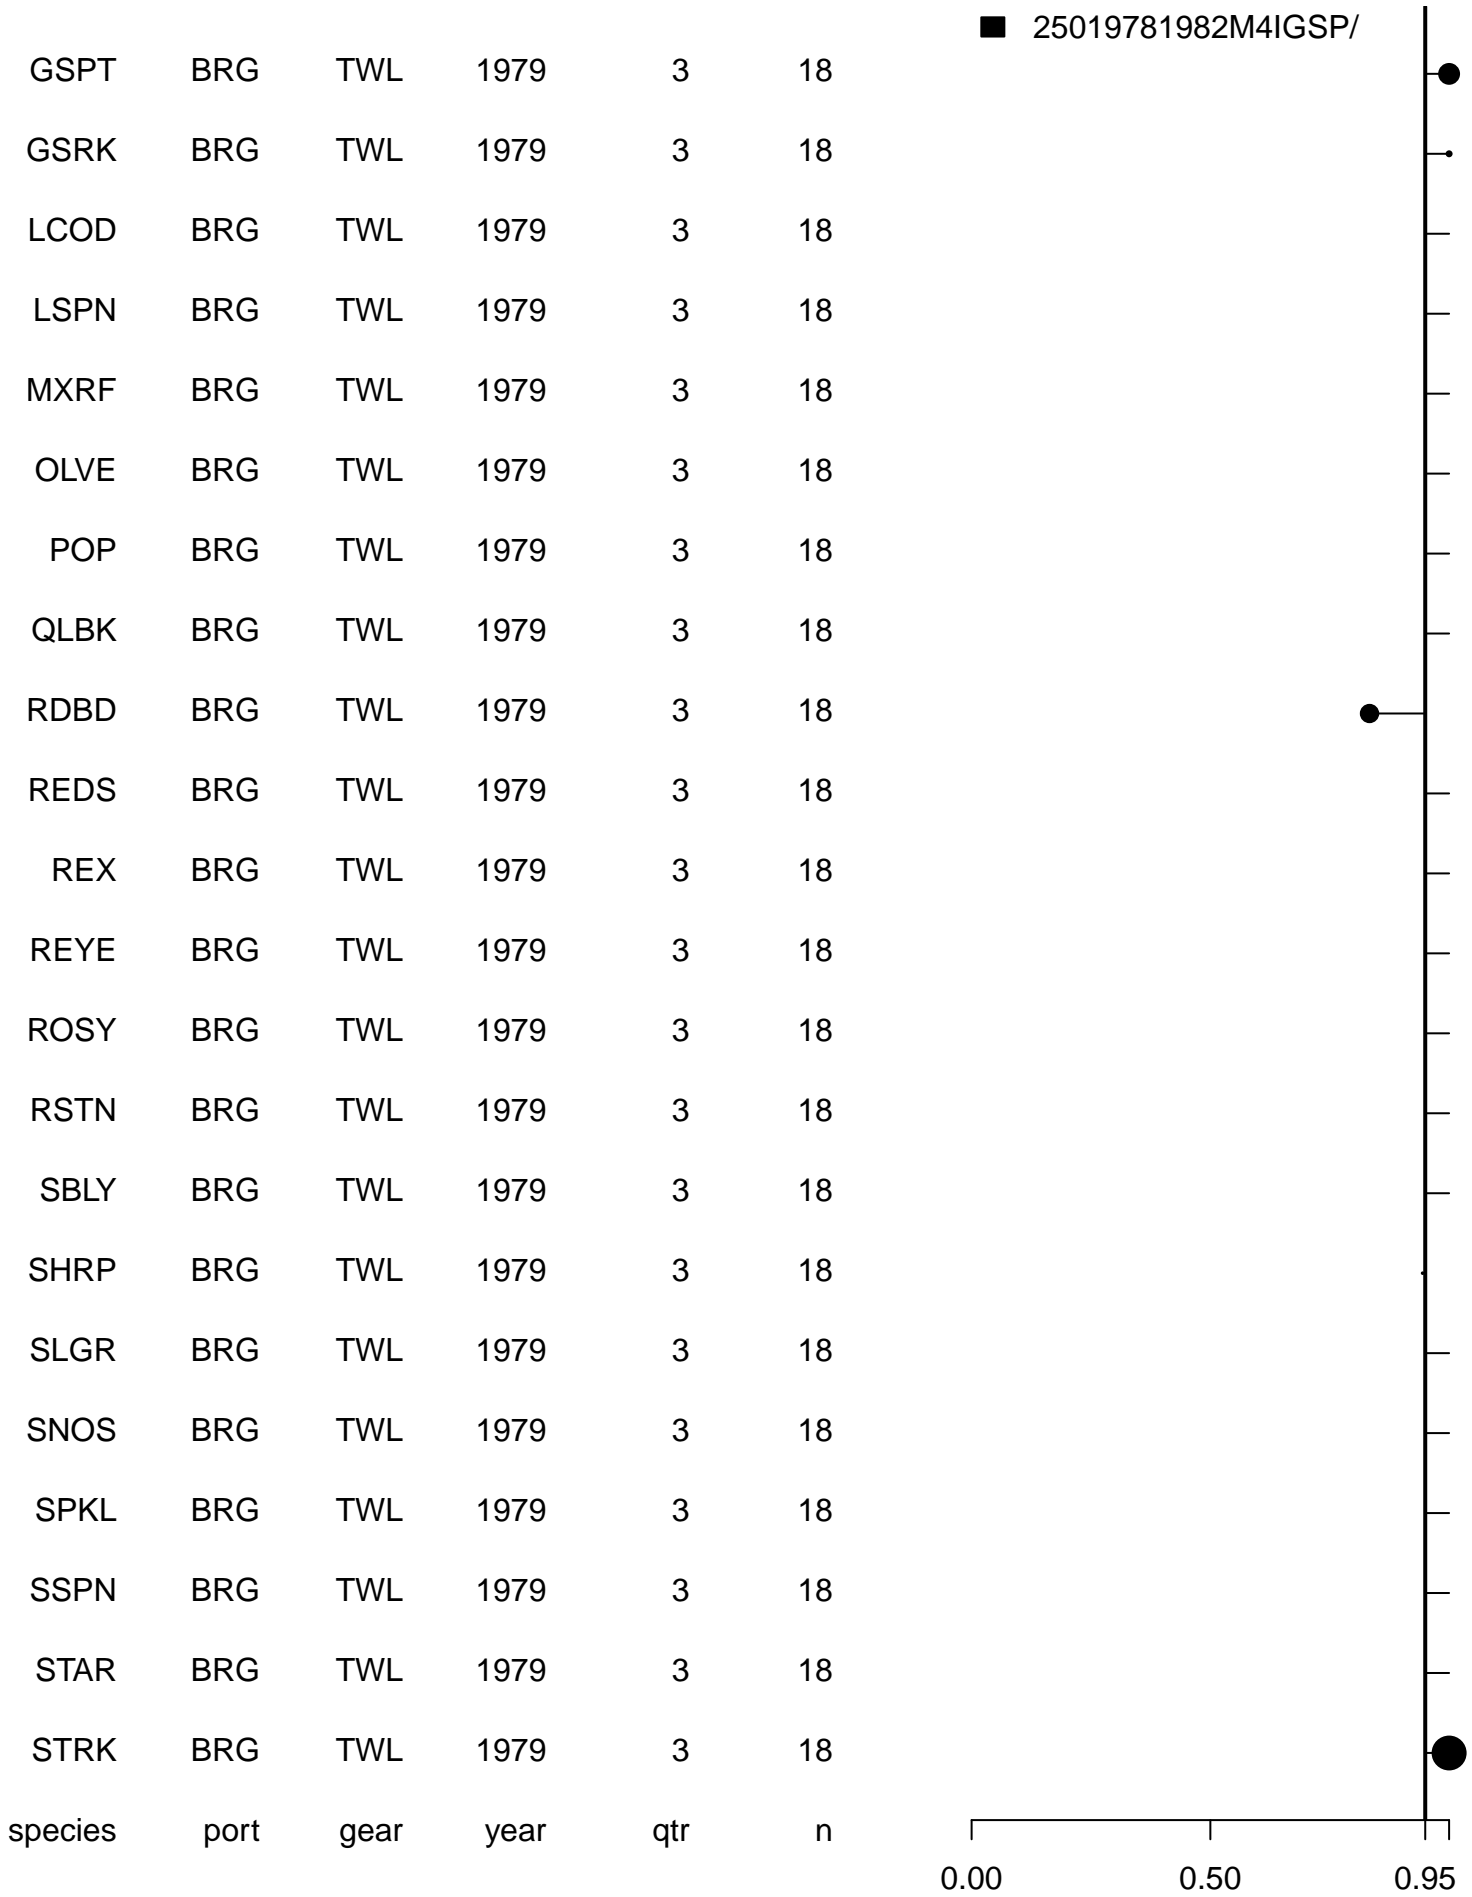 25019781982M4IGSP/
GSPT BRG TWL 1979 3 18
GSRK BRG TWL 1979 3 18
LCOD BRG TWL 1979 3 18
LSPN BRG TWL 1979 3 18
MXRF BRG TWL 1979 3 18
OLVE BRG TWL 1979 3 18
POP BRG TWL 1979 3 18
QLBK BRG TWL 1979 3 18
RDBD BRG TWL 1979 3 18
REDS BRG TWL 1979 3 18
REX BRG TWL 1979 3 18
REYE BRG TWL 1979 3 18
ROSY BRG TWL 1979 3 18
RSTN BRG TWL 1979 3 18
SBLY BRG TWL 1979 3 18
SHRP BRG TWL 1979 3 18
SLGR BRG TWL 1979 3 18
SNOS BRG TWL 1979 3 18
SPKL BRG TWL 1979 3 18
SSPN BRG TWL 1979 3 18
STAR BRG TWL 1979 3 18
STRK BRG TWL 1979 3 18
species port gear year qtr n
0.00 0.50 0.95